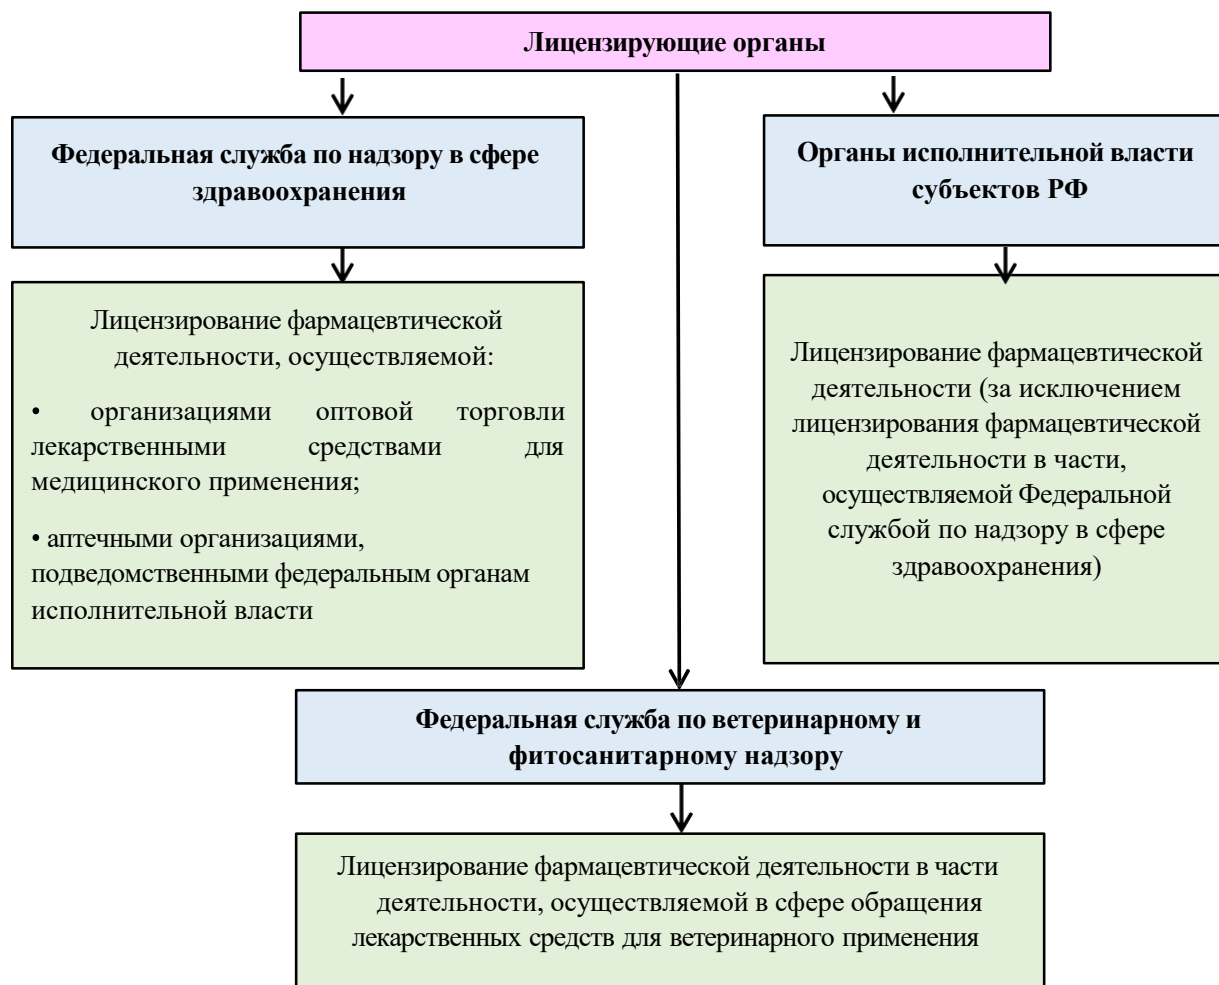 Лицензирующие органы
Федеральная служба по надзору в сфере
здравоохранения
Органы исполнительной власти
субъектов РФ
Лицензирование фармацевтической
деятельности, осуществляемой:
• организациями оптовой торговли
лекарственными средствами для
медицинского применения;
• аптечными организациями,
подведомственными федеральным органам
исполнительной власти
Лицензирование фармацевтической
деятельности (за исключением
лицензирования фармацевтической
деятельности в части,
осуществляемой Федеральной
службой по надзору в сфере
здравоохранения)
Федеральная служба по ветеринарному и
фитосанитарному надзору
Лицензирование фармацевтической деятельности в части
деятельности, осуществляемой в сфере обращения
лекарственных средств для ветеринарного применения